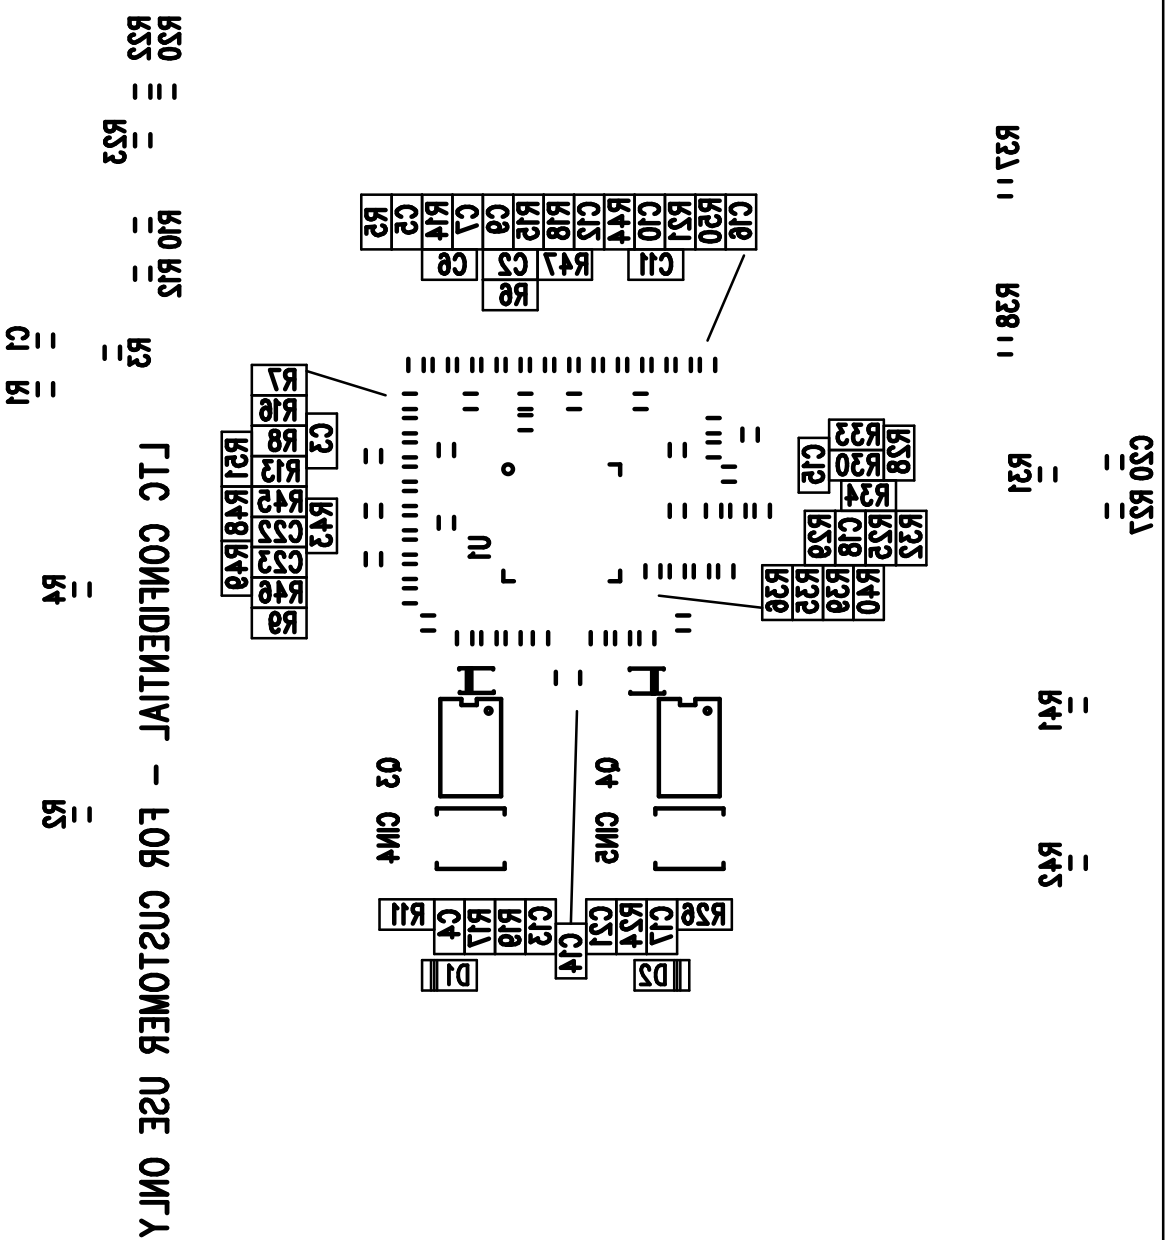 R22
R20
R23
R37
R10
R12
R5
C5
R14
C7
C9
R15
R18
C12
R44
C10
R21
R50
C16
C6
C2
R47
C11
R6
R38
C1
R3
R1
R7
R16
R8
R13
R45
C22
C23
R46
R9
C3
R43
R51
R48
R49
R33
R30
R28
C15
R34
R29
C18
R25
R32
R36
R35
R39
R40
R31
C20
R27
U1
R4
R41
R2
R42
Q3
CIN4
Q4
CIN5
R11
C4
R17
R19
C13
C14
C21
R24
C17
R26
D1
D2
LTC CONFIDENTIAL - FOR CUSTOMER USE ONLY